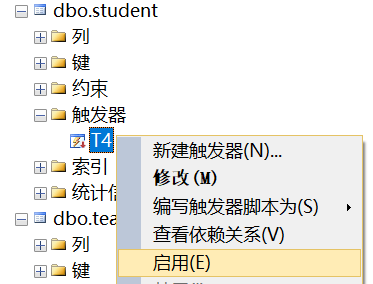 dbo.student
列
键
约束
触发器
T4
索引
统计信
dbo.tea
列
键
新建触发器(N)...
修改(M)
编写触发器脚本为(S)
查看依赖关系(V)
启用(E)